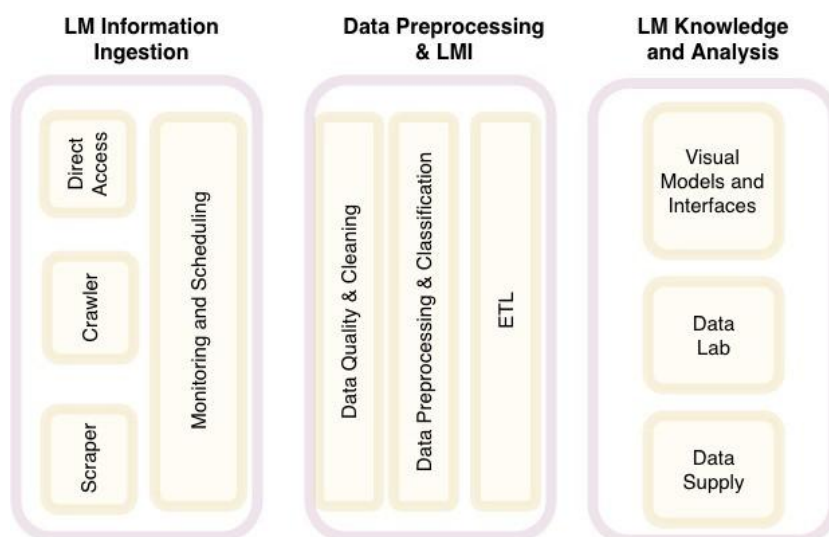 LM Information
Ingestion
Direct
Access
Crawler
Scraper
Monitoring and Scheduling
Data Preprocessing
& LMI
Data Quality & Cleaning
Data Preprocessing & Classification
ETL
LM Knowledge
and Analysis
Visual
Models and
Interfaces
Data
Lab
Data
Supply